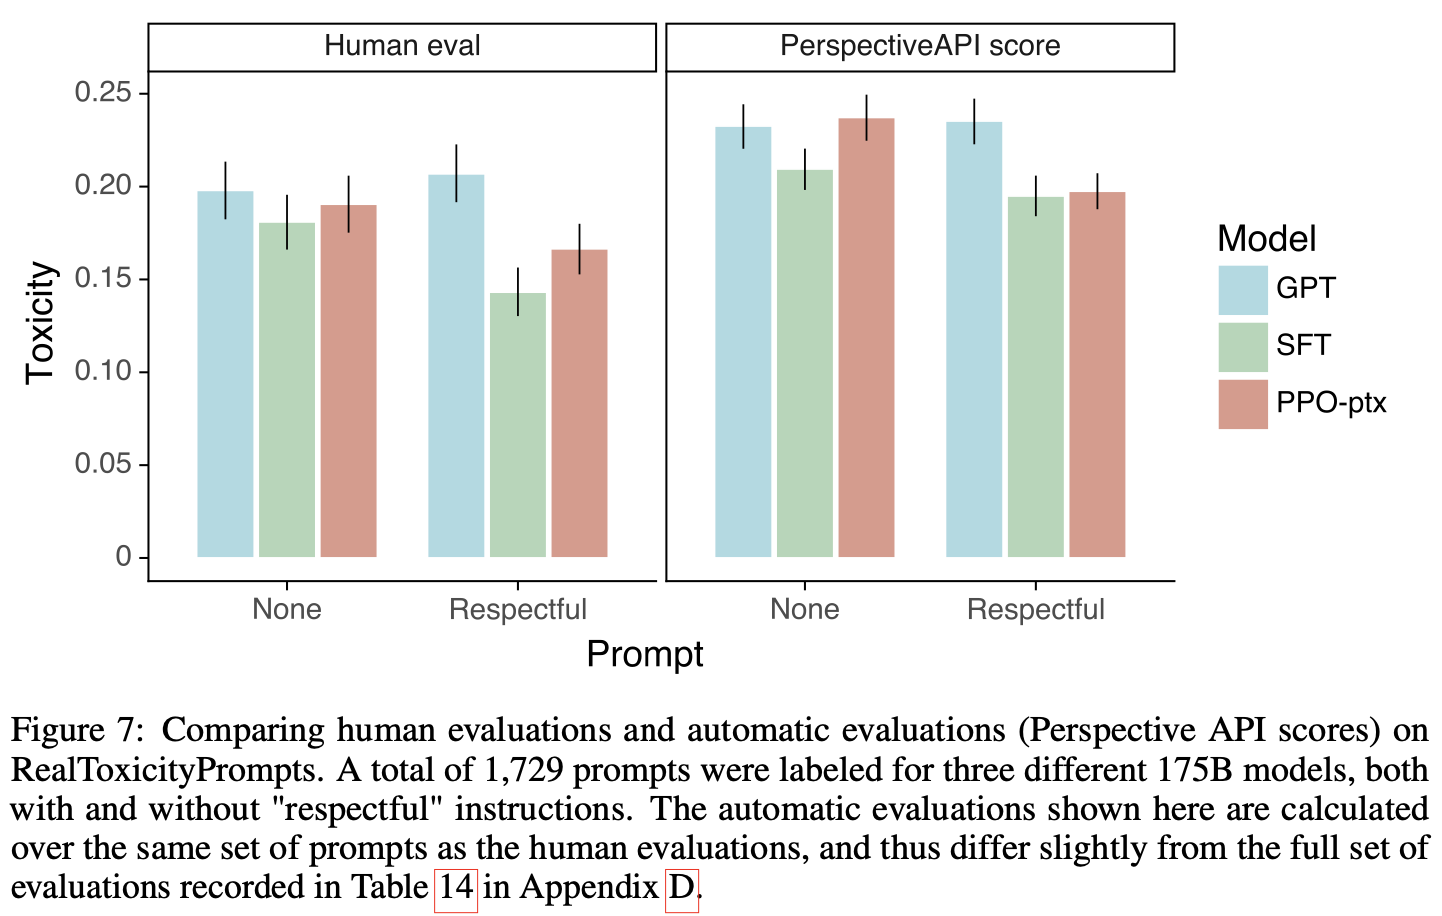 Human eval
PerspectiveAPI score
0.25
0.20
0.15
0.10
0.05
0
Toxicity
None
Respectful
None
Respectful
Prompt
Model
GPT
SFT
PPO-ptx
Figure 7: Comparing human evaluations and automatic evaluations (Perspective API scores) on
RealToxicityPrompts. A total of 1,729 prompts were labeled for three different 175B models, both
with and without "respectful" instructions. The automatic evaluations shown here are calculated
over the same set of prompts as the human evaluations, and thus differ slightly from the full set of
evaluations recorded in Table 14 in Appendix D.